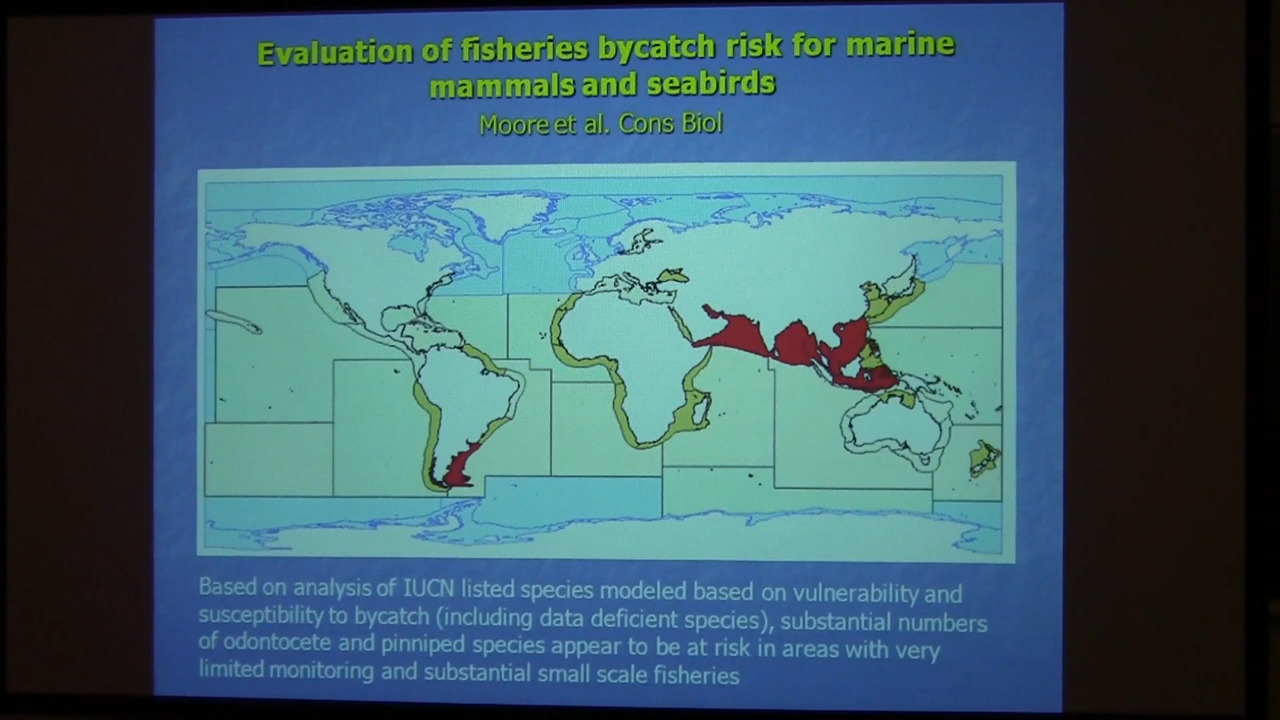 Evaluation of fisheries bycatch risk for marine
mammals and seabirds
Moore et al. Cons Biol
Based on analysis of IUCN listed species modeled based on vulnerability and
susceptibility to bycatch (including data deficient species), substantial numbers
of odontocete and pinniped species appear to be at risk in areas with very
limited monitoring and substantial small scale fisheries